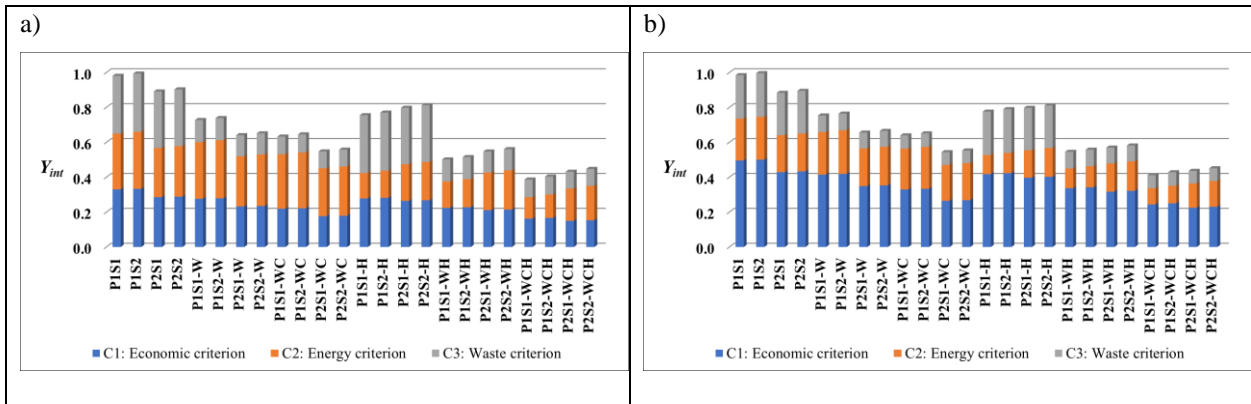 a)
1.0
0.8
0.6
Y_int
0.4
0.2
0.0
P1S1
P1S2
P2S1
P2S2
P1S1-W
P1S2-W
P2S1-W
P2S2-W
P1S1-WC
P1S2-WC
P2S1-WC
P2S2-WC
P1S1-H
P1S2-H
P2S1-H
P2S2-H
P1S1-WH
P1S2-WH
P2S1-WH
P2S2-WH
P1S1-WCH
P1S2-WCH
P2S1-WCH
P2S2-WCH
C1: Economic criterion C2: Energy criterion C3: Waste criterion
b)
1.0
0.8
0.6
Y_int
0.4
0.2
0.0
P1S1
P1S2
P2S1
P2S2
P1S1-W
P1S2-W
P2S1-W
P2S2-W
P1S1-WC
P1S2-WC
P2S1-WC
P2S2-WC
P1S1-H
P1S2-H
P2S1-H
P2S2-H
P1S1-WH
P1S2-WH
P2S1-WH
P2S2-WH
P1S1-WCH
P1S2-WCH
P2S1-WCH
P2S2-WCH
C1: Economic criterion C2: Energy criterion C3: Waste criterion